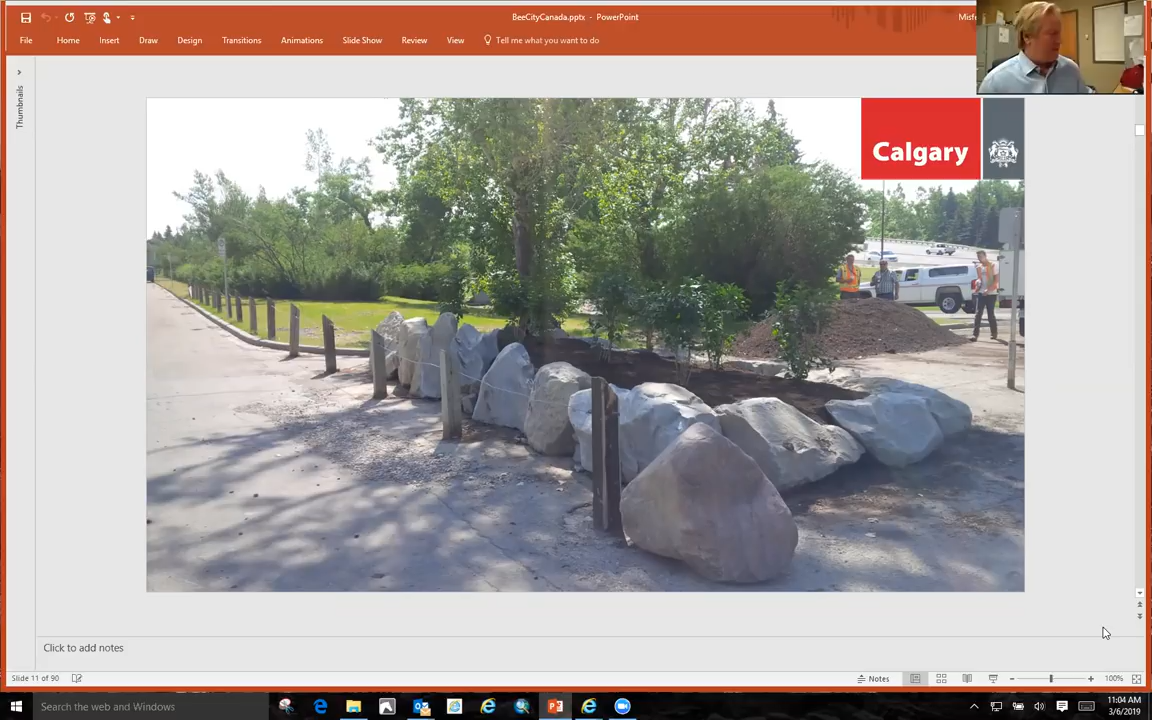 BeeCityCanada.pptx - PowerPoint
File Home Insert Draw Design Transitions Animations Slide Show Review View Tell me what you want to do
Thumbnails
Calgary
Click to add notes
Slide 11 of 90
Notes
100%
Search the web and Windows
11:04 AM
3/6/2019